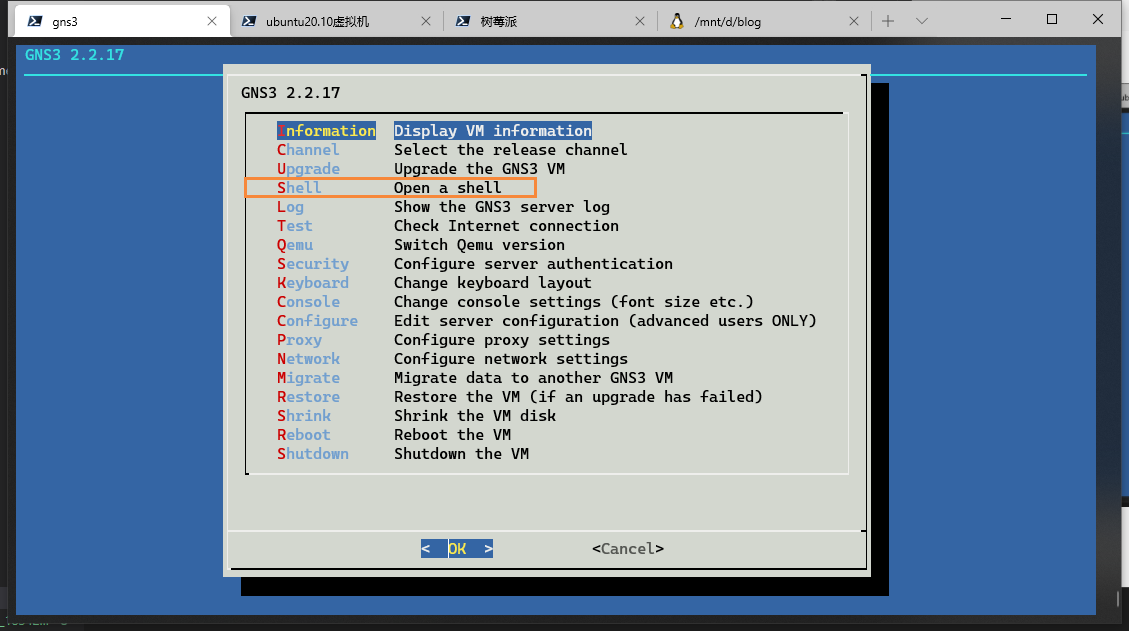 gns3 ubuntu20.10虚拟机 树莓派 /mnt/d/blog
GNS3 2.2.17
GNS3 2.2.17
Information Display VM information
Channel Select the release channel
Upgrade Upgrade the GNS3 VM
Shell Open a shell
Log Show the GNS3 server log
Test Check Internet connection
Qemu Switch Qemu version
Security Configure server authentication
Keyboard Change keyboard layout
Console Change console settings (font size etc.)
Configure Edit server configuration (advanced users ONLY)
Proxy Configure proxy settings
Network Configure network settings
Migrate Migrate data to another GNS3 VM
Restore Restore the VM (if an upgrade has failed)
Shrink Shrink the VM disk
Reboot Reboot the VM
Shutdown Shutdown the VM
< OK > <Cancel>